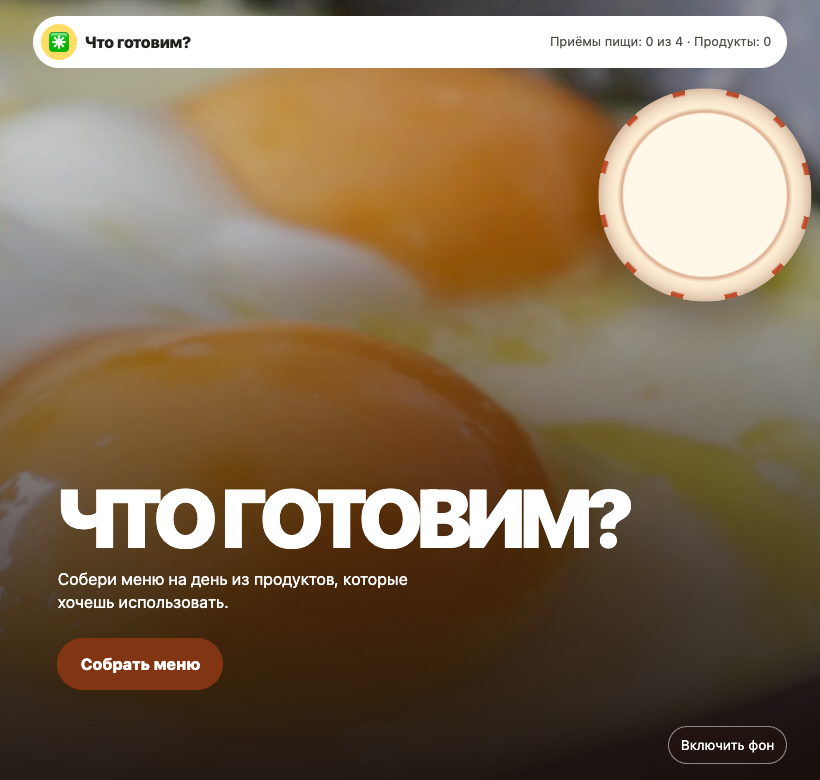 Что готовим?
Приёмы пищи: 0 из 4 · Продукты: 0
ЧТО ГОТОВИМ?
Собери меню на день из продуктов, которые
хочешь использовать.
Собрать меню
Включить фон